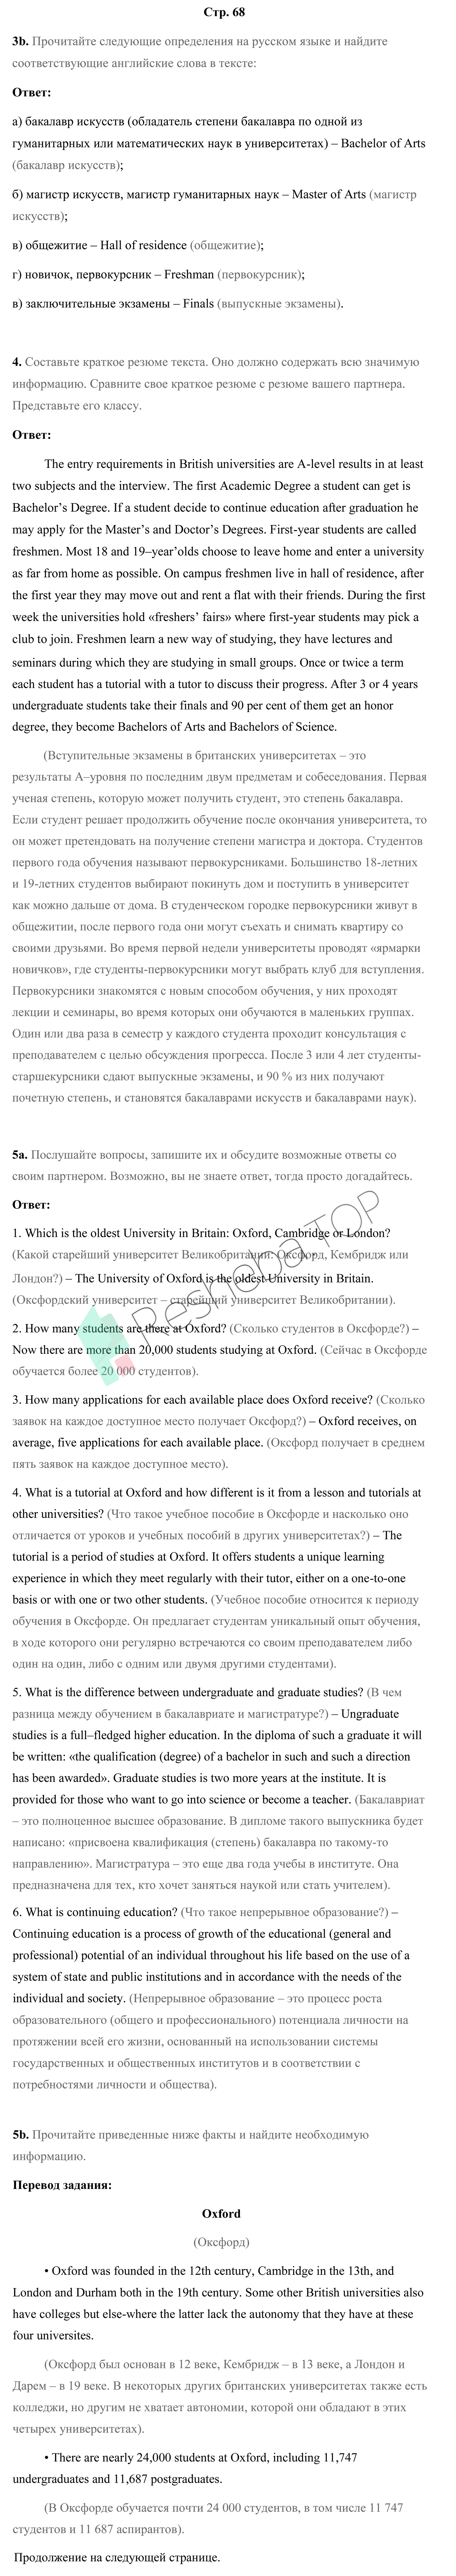 Стр. 68
3b. Прочитайте следующие определения на русском языке и найдите
соответствующие английские слова в тексте:
Ответ:
а) бакалавр искусств (обладатель степени бакалавра по одной из
гуманитарных или математических наук в университетах) – Bachelor of Arts
(бакалавр искусств);
б) магистр искусств, магистр гуманитарных наук – Master of Arts (магистр
искусств);
в) общежитие – Hall of residence (общежитие);
г) новичок, первокурсник – Freshman (первокурсник);
в) заключительные экзамены – Finals (выпускные экзамены).
4. Составьте краткое резюме текста. Оно должно содержать всю значимую
информацию. Сравните свое краткое резюме с резюме вашего партнера.
Представьте его классу.
Ответ:
The entry requirements in British universities are A-level results in at least
two subjects and the interview. The first Academic Degree a student can get is
Bachelor’s Degree. If a student decide to continue education after graduation he
may apply for the Master’s and Doctor’s Degrees. First-year students are called
freshmen. Most 18 and 19–year’olds choose to leave home and enter a university
as far from home as possible. On campus freshmen live in hall of residence, after
the first year they may move out and rent a flat with their friends. During the first
week the universities hold «freshers’ fairs» where first-year students may pick a
club to join. Freshmen learn a new way of studying, they have lectures and
seminars during which they are studying in small groups. Once or twice a term
each student has a tutorial with a tutor to discuss their progress. After 3 or 4 years
undergraduate students take their finals and 90 per cent of them get an honor
degree, they become Bachelors of Arts and Bachelors of Science.
(Вступительные экзамены в британских университетах – это
результаты А–уровня по последним двум предметам и собеседования. Первая
ученая степень, которую может получить студент, это степень бакалавра.
Если студент решает продолжить обучение после окончания университета, то
он может претендовать на получение степени магистра и доктора. Студентов
первого года обучения называют первокурсниками. Большинство 18-летних
и 19-летних студентов выбирают покинуть дом и поступить в университет
как можно дальше от дома. В студенческом городке первокурсники живут в
общежитии, после первого года они могут съехать и снимать квартиру со
своими друзьями. Во время первой недели университеты проводят «ярмарки
новичков», где студенты-первокурсники могут выбрать клуб для вступления.
Первокурсники знакомятся с новым способом обучения, у них проходят
лекции и семинары, во время которых они обучаются в маленьких группах.
Один или два раза в семестр у каждого студента проходит консультация с
преподавателем с целью обсуждения прогресса. После 3 или 4 лет студенты-
старшекурсники сдают выпускные экзамены, и 90 % из них получают
почетную степень, и становятся бакалаврами искусств и бакалаврами наук).
5a. Послушайте вопросы, запишите их и обсудите возможные ответы со
своим партнером. Возможно, вы не знаете ответ, тогда просто догадайтесь.
Ответ:
1. Which is the oldest University in Britain: Oxford, Cambridge or London?
(Какой старейший университет Великобритании: Оксфорд, Кембридж или
Лондон?) – The University of Oxford is the oldest University in Britain.
(Оксфордский университет – старейший университет Великобритании).
2. How many students are there at Oxford? (Сколько студентов в Оксфорде?) –
Now there are more than 20,000 students studying at Oxford. (Сейчас в Оксфорде
обучается более 20 000 студентов).
3. How many applications for each available place does Oxford receive? (Сколько
заявок на каждое доступное место получает Оксфорд?) – Oxford receives, on
average, five applications for each available place. (Оксфорд получает в среднем
пять заявок на каждое доступное место).
4. What is a tutorial at Oxford and how different is it from a lesson and tutorials at
other universities? (Что такое учебное пособие в Оксфорде и насколько оно
отличается от уроков и учебных пособий в других университетах?) – The
tutorial is a period of studies at Oxford. It offers students a unique learning
experience in which they meet regularly with their tutor, either on a one-to-one
basis or with one or two other students. (Учебное пособие относится к периоду
обучения в Оксфорде. Он предлагает студентам уникальный опыт обучения,
в ходе которого они регулярно встречаются со своим преподавателем либо
один на один, либо с одним или двумя другими студентами).
5. What is the difference between undergraduate and graduate studies? (В чем
разница между обучением в бакалавриате и магистратуре?) – Ungraduate
studies is a full–fledged higher education. In the diploma of such a graduate it will
be written: «the qualification (degree) of a bachelor in such and such a direction
has been awarded». Graduate studies is two more years at the institute. It is
provided for those who want to go into science or become a teacher. (Бакалавриат
– это полноценное высшее образование. В дипломе такого выпускника будет
написано: «присвоена квалификация (степень) бакалавра по такому-то
направлению». Магистратура – это еще два года учебы в институте. Она
предназначена для тех, кто хочет заняться наукой или стать учителем).
6. What is continuing education? (Что такое непрерывное образование?) –
Continuing education is a process of growth of the educational (general and
professional) potential of an individual throughout his life based on the use of a
system of state and public institutions and in accordance with the needs of the
individual and society. (Непрерывное образование – это процесс роста
образовательного (общего и профессионального) потенциала личности на
протяжении всей его жизни, основанный на использовании системы
государственных и общественных институтов и в соответствии с
потребностями личности и общества).
5b. Прочитайте приведенные ниже факты и найдите необходимую
информацию.
Перевод задания:
Oxford
(Оксфорд)
• Oxford was founded in the 12th century, Cambridge in the 13th, and
London and Durham both in the 19th century. Some other British universities also
have colleges but else-where the latter lack the autonomy that they have at these
four universites.
(Оксфорд был основан в 12 веке, Кембридж – в 13 веке, а Лондон и
Дарем – в 19 веке. В некоторых других британских университетах также есть
колледжи, но другим не хватает автономии, которой они обладают в этих
четырех университетах).
• There are nearly 24,000 students at Oxford, including 11,747
undergraduates and 11,687 postgraduates.
(В Оксфорде обучается почти 24 000 студентов, в том числе 11 747
студентов и 11 687 аспирантов).
Продолжение на следующей странице.
Resheba.TOP